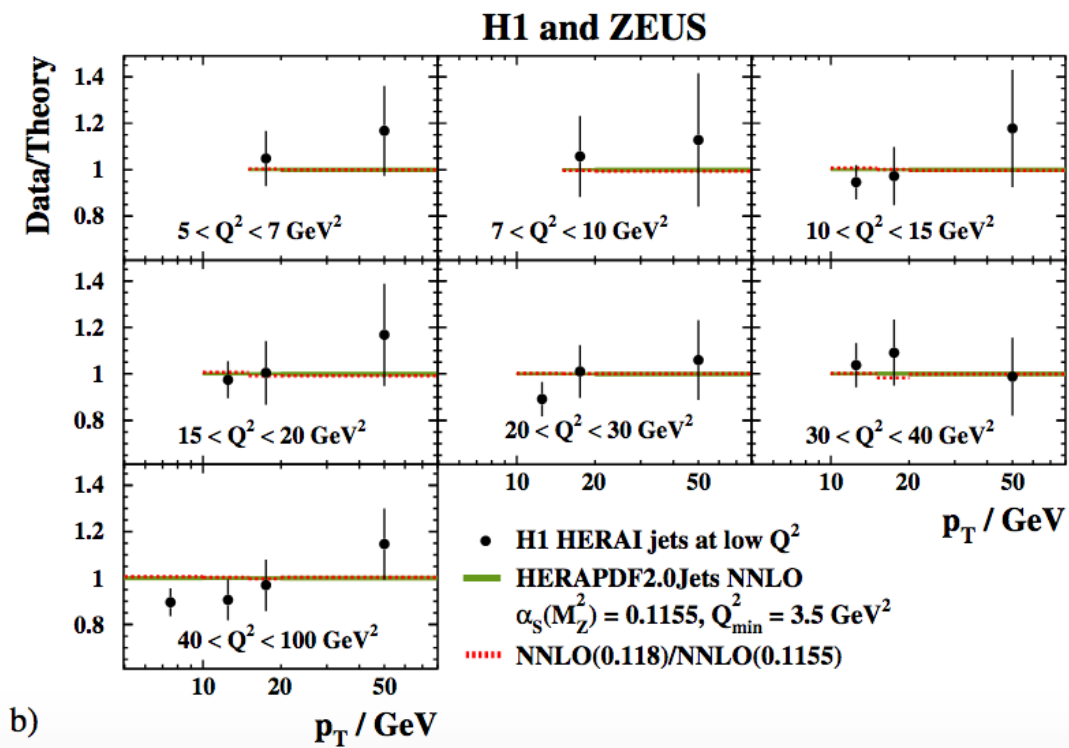 H1 and ZEUS
Data/Theory
1.4
1.2
1
0.8
5 < Q² < 7 GeV²
7 < Q² < 10 GeV²
10 < Q² < 15 GeV²
1.4
1.2
1
0.8
15 < Q² < 20 GeV²
20 < Q² < 30 GeV²
30 < Q² < 40 GeV²
10 20 50
10 20 50
p_T / GeV
1.4
1.2
1
0.8
40 < Q² < 100 GeV²
10 20 50
p_T / GeV
H1 HERAI jets at low Q²
HERAPDF2.0Jets NNLO
α_S(M_Z²) = 0.1155, Q²_min = 3.5 GeV²
NNLO(0.118)/NNLO(0.1155)
b)